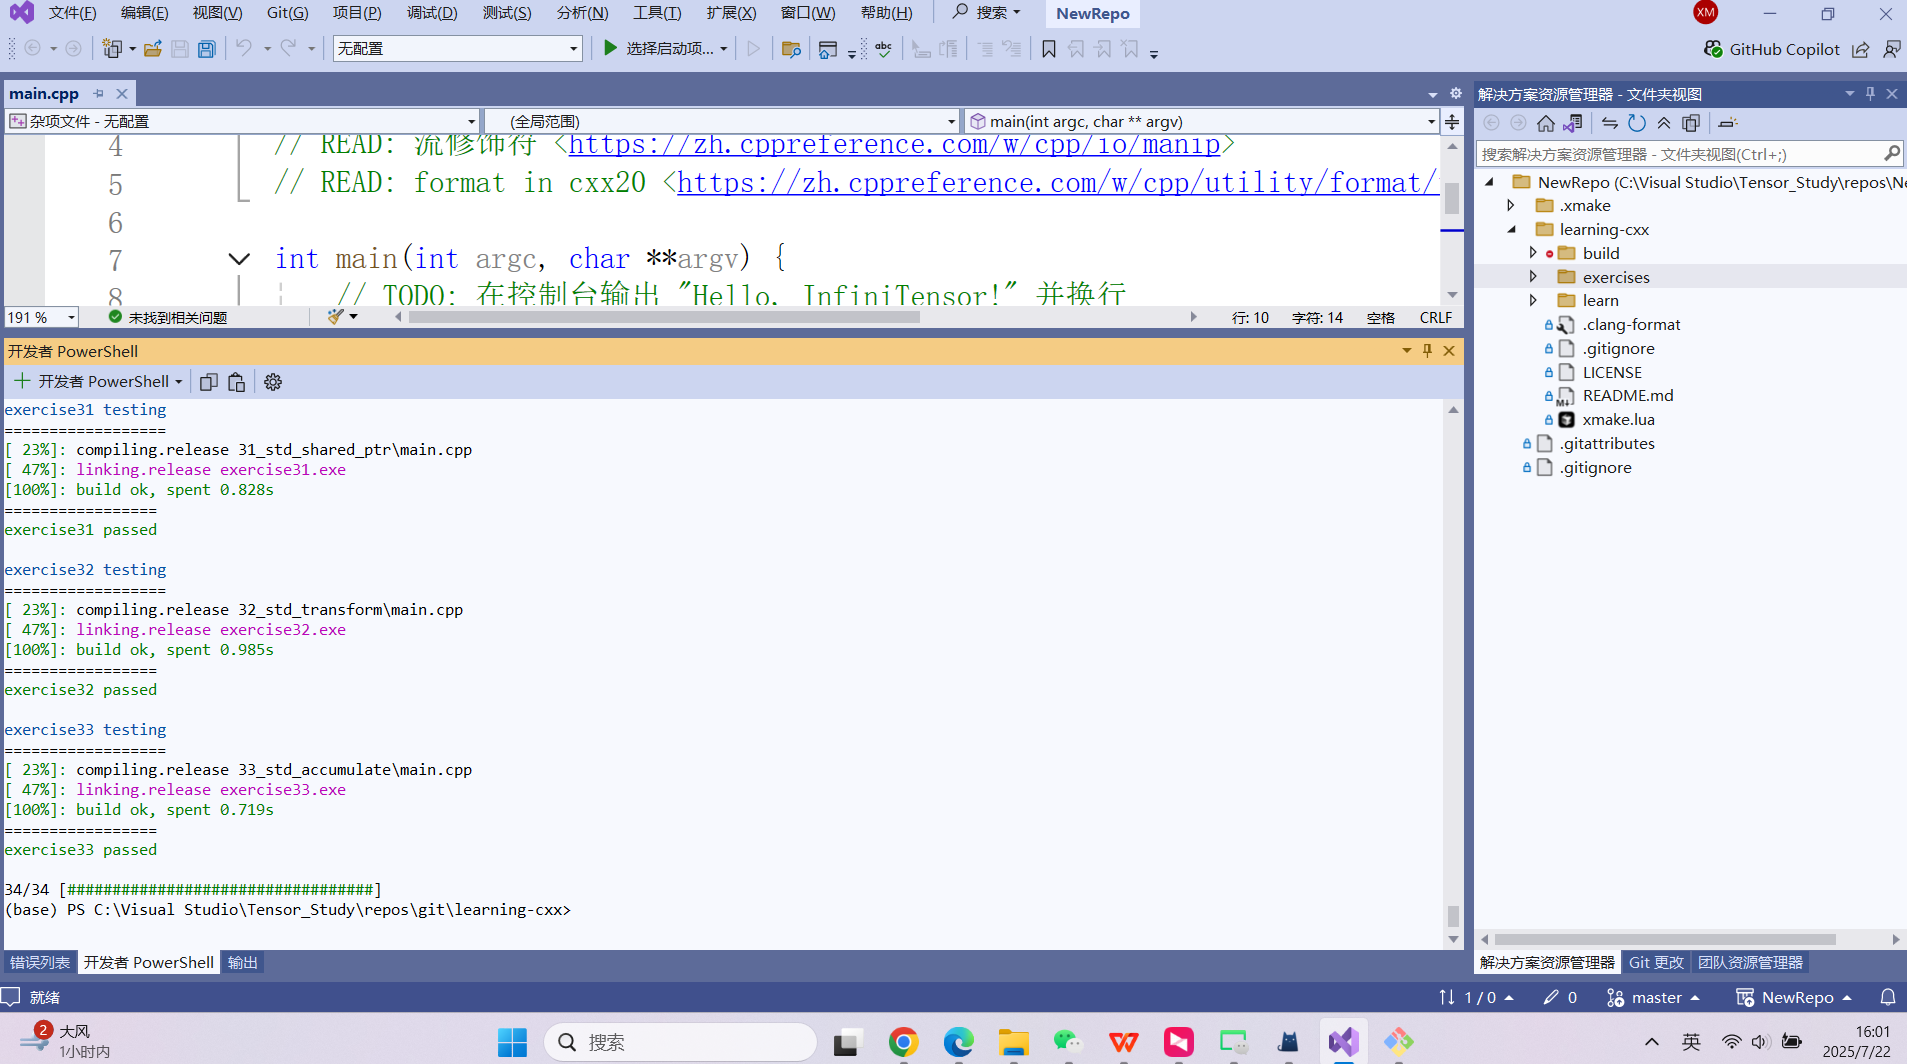 文件(F) 编辑(E) 视图(V) Git(G) 项目(P) 调试(D) 测试(S) 分析(N) 工具(T) 扩展(X) 窗口(W) 帮助(H) 搜索 NewRepo XM
无配置 选择启动项... abc GitHub Copilot
main.cpp
杂项文件 - 无配置 (全局范围) main(int argc, char ** argv)
4 // READ: 流修饰符 <https://zh.cppreference.com/w/cpp/io/manip>
5 // READ: format in cxx20 <https://zh.cppreference.com/w/cpp/utility/format/
6
7 int main(int argc, char **argv) {
8 // TODO: 在控制台输出 "Hello, InfiniTensor!" 并换行
191 % 未找到相关问题 行: 10 字符: 14 空格 CRLF
开发者 PowerShell
开发者 PowerShell
exercise31 testing
==================
[ 23%]: compiling.release 31_std_shared_ptr\main.cpp
[ 47%]: linking.release exercise31.exe
[100%]: build ok, spent 0.828s
=================
exercise31 passed
exercise32 testing
==================
[ 23%]: compiling.release 32_std_transform\main.cpp
[ 47%]: linking.release exercise32.exe
[100%]: build ok, spent 0.985s
=================
exercise32 passed
exercise33 testing
==================
[ 23%]: compiling.release 33_std_accumulate\main.cpp
[ 47%]: linking.release exercise33.exe
[100%]: build ok, spent 0.719s
=================
exercise33 passed
34/34 [##################################]
(base) PS C:\Visual Studio\Tensor_Study\repos\git\learning-cxx>
错误列表 开发者 PowerShell 输出
解决方案资源管理器 - 文件夹视图
搜索解决方案资源管理器 - 文件夹视图(Ctrl+;)
NewRepo (C:\Visual Studio\Tensor_Study\repos\Ne
.xmake
learning-cxx
build
exercises
learn
.clang-format
.gitignore
LICENSE
README.md
xmake.lua
.gitattributes
.gitignore
解决方案资源管理器 Git 更改 团队资源管理器
就绪 1 / 0 0 master NewRepo
2 大风
1小时内
搜索
英
16:01
2025/7/22